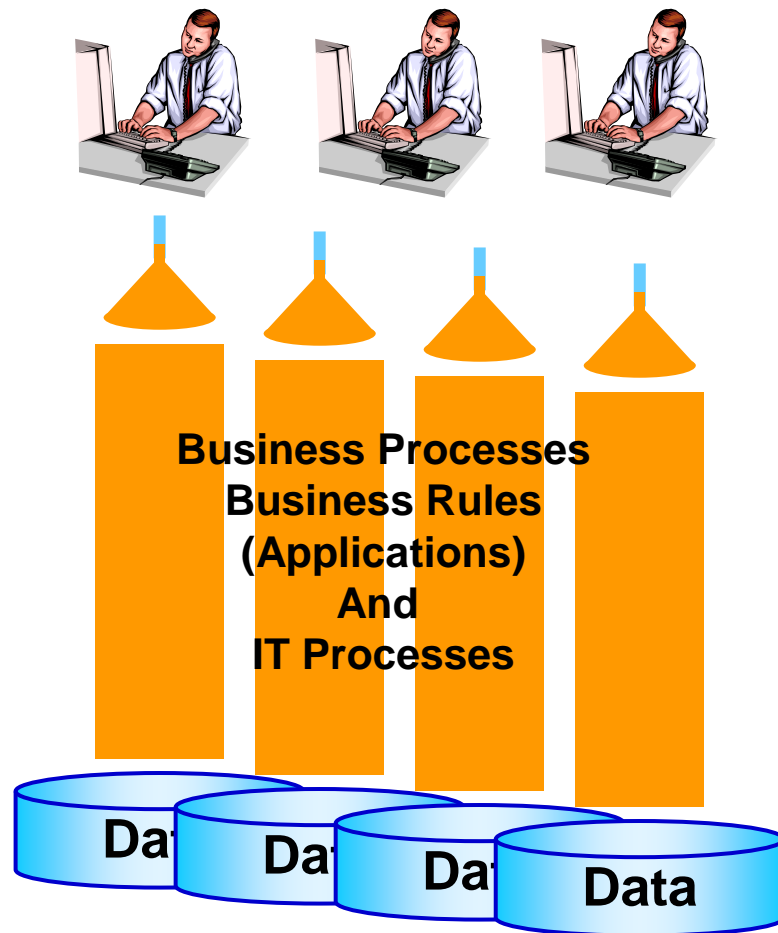 Business Processes
Business Rules
(Applications)
And
IT Processes
Data